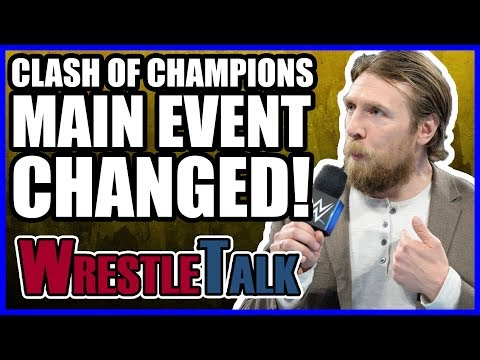 CLASH OF CHAMPIONS
MAIN EVENT
CHANGED!
WRESTLETALK
W